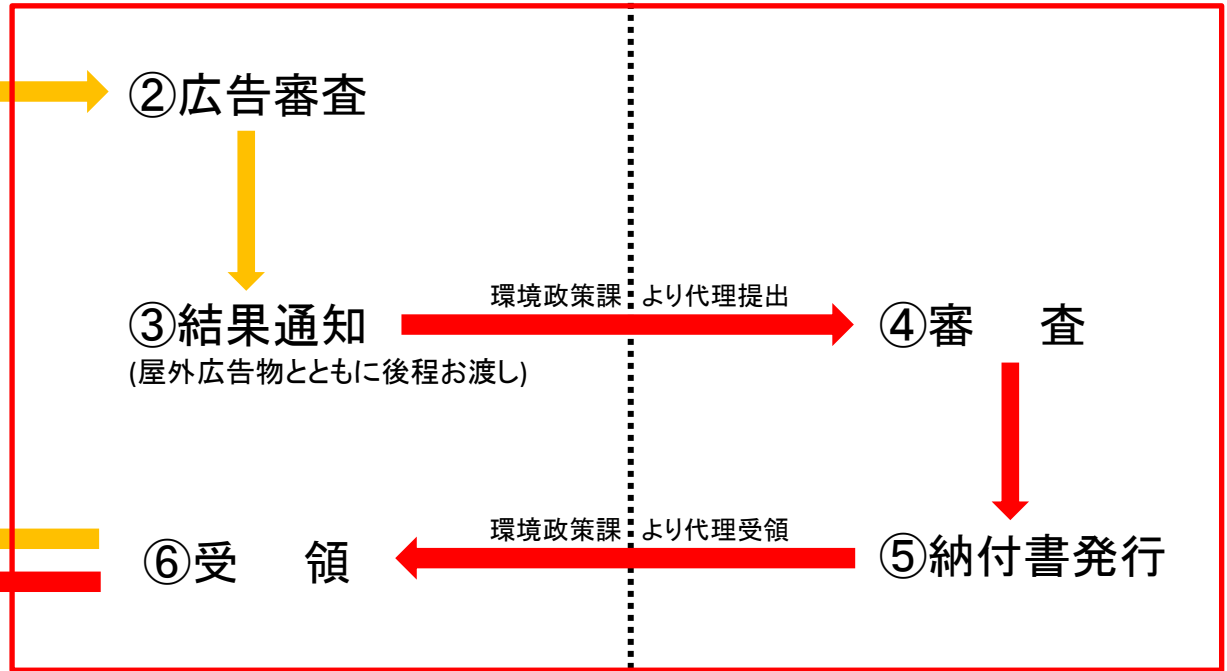 ②広告審査
③結果通知
(屋外広告物とともに後程お渡し)
環境政策課 より代理提出
④審　査
環境政策課 より代理受領
⑤納付書発行
⑥受　領